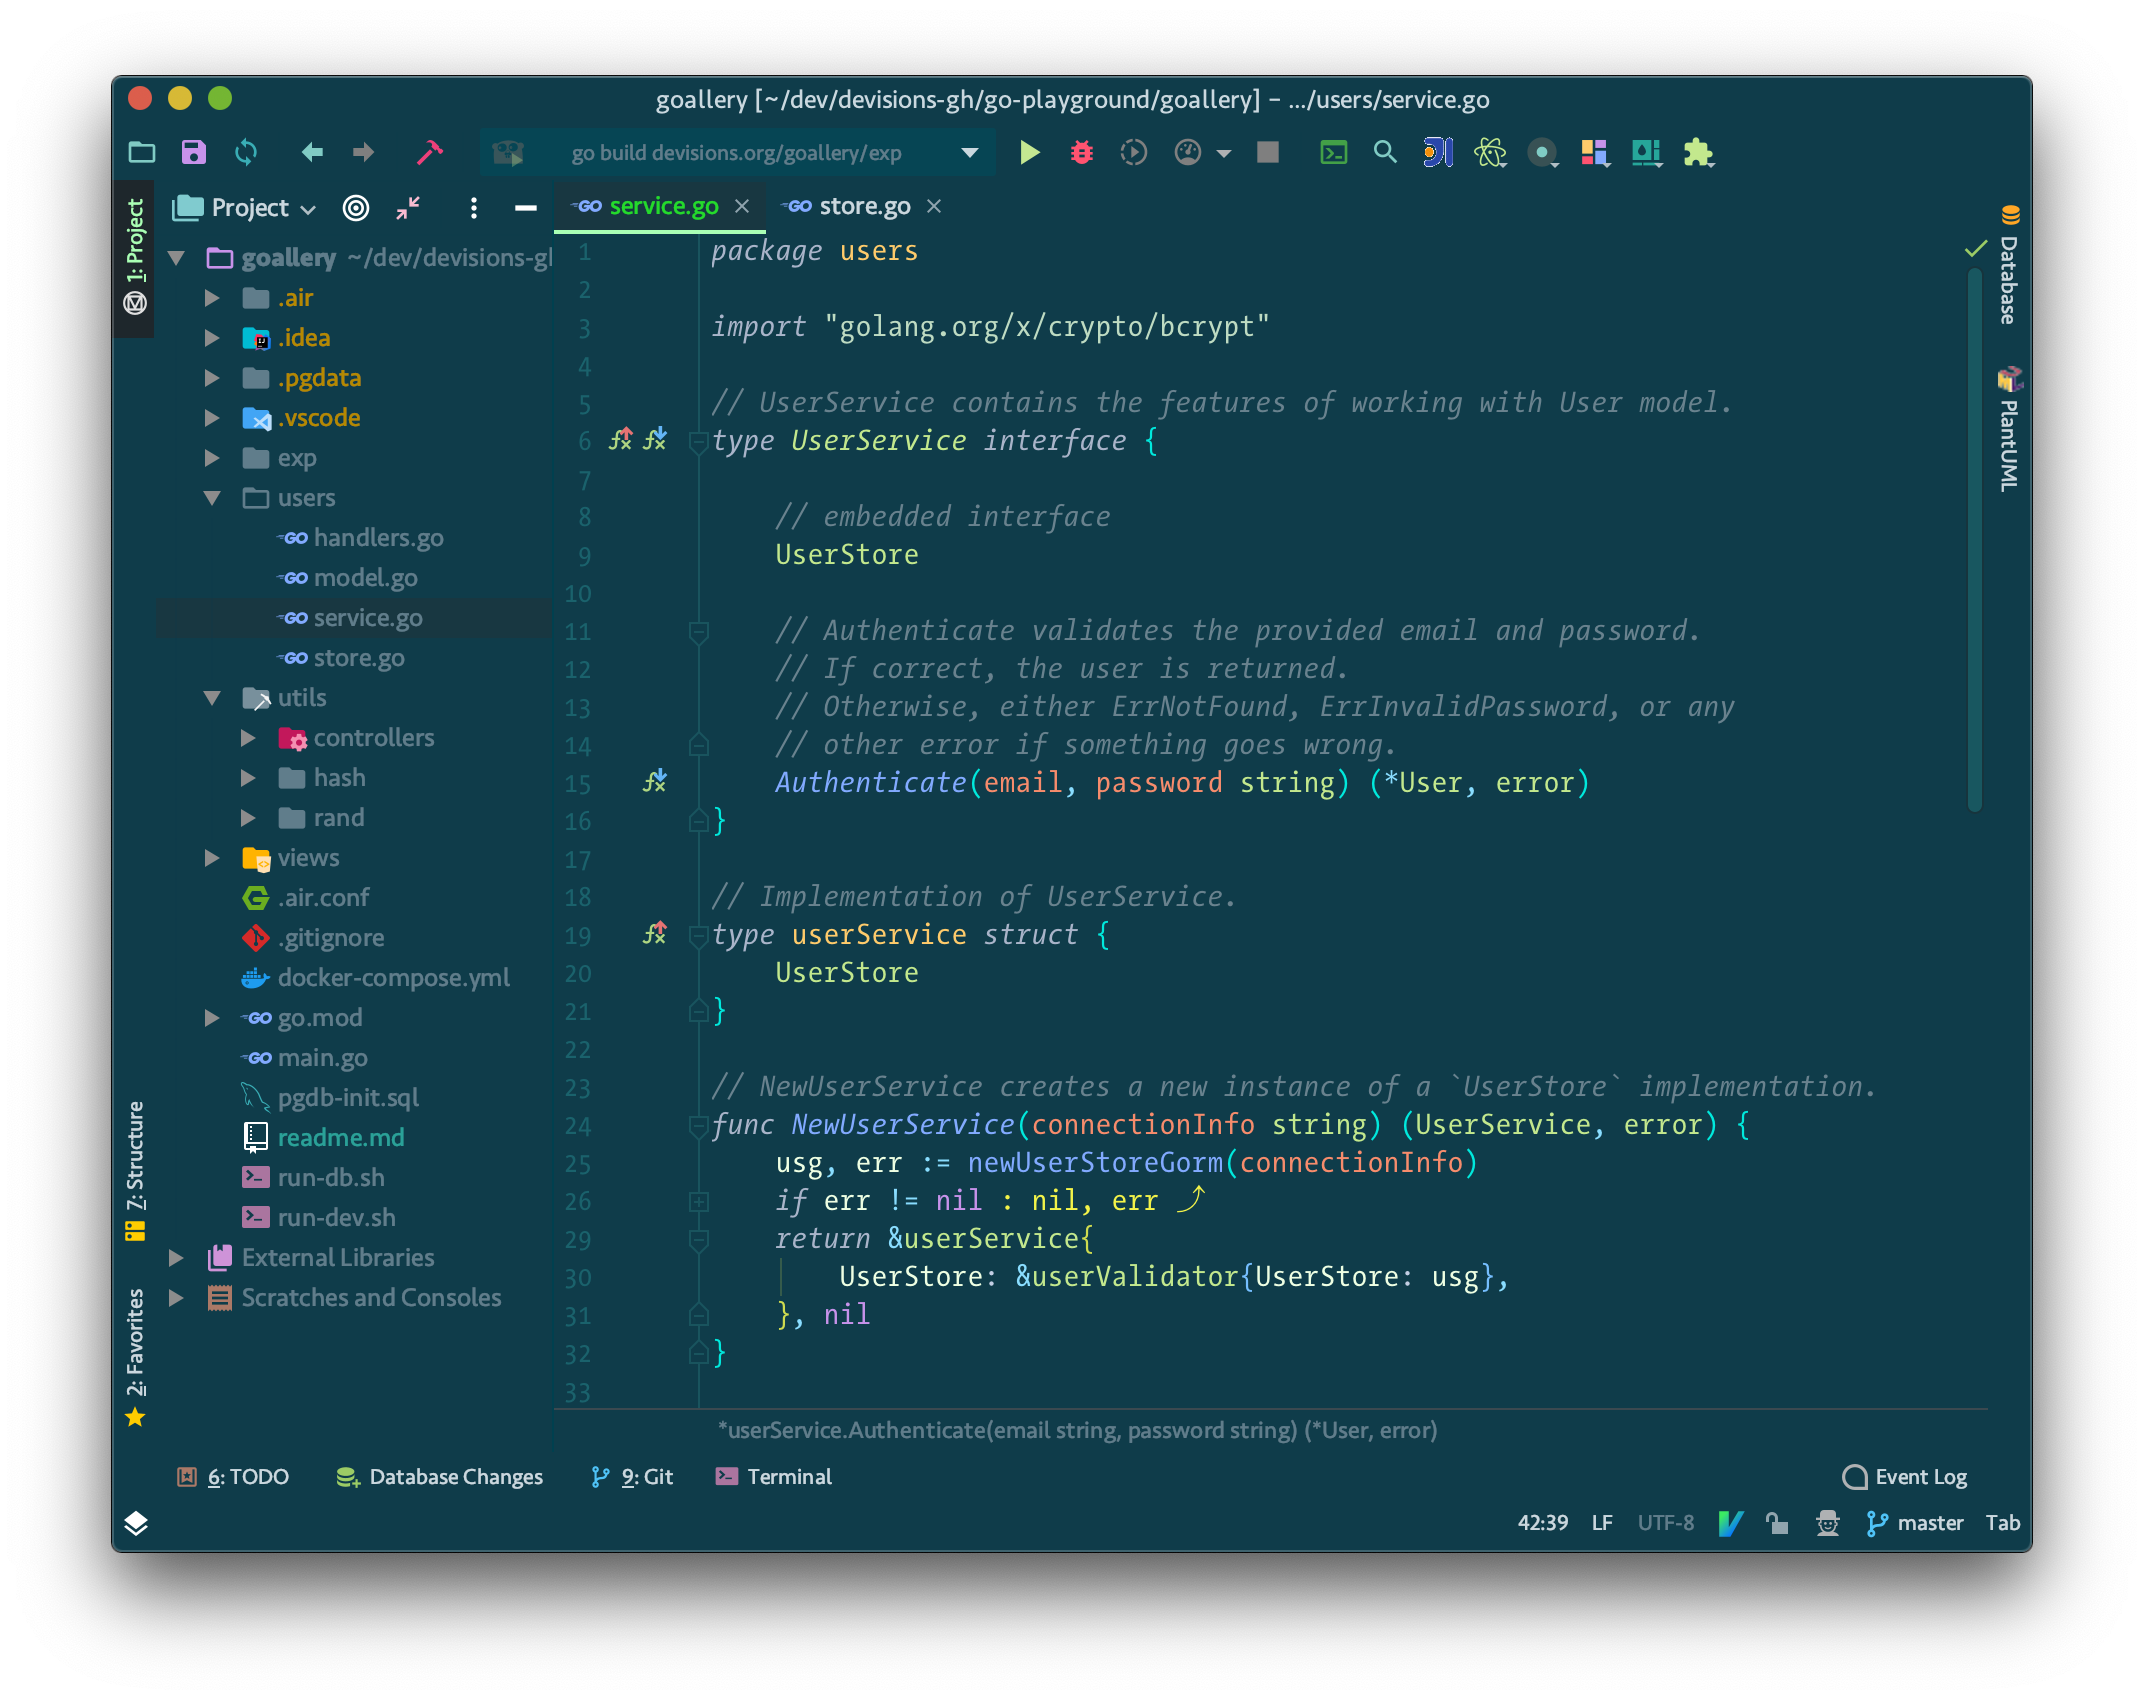 goallery [~/dev/devisions-gh/go-playground/goallery] – .../users/service.go
go build devisions.org/goallery/exp
1: Project
Project
service.go
store.go
goallery ~/dev/devisions-gl
.air
.idea
.pgdata
.vscode
exp
users
handlers.go
model.go
service.go
store.go
utils
controllers
hash
rand
views
.air.conf
.gitignore
docker-compose.yml
go.mod
main.go
pgdb-init.sql
readme.md
run-db.sh
run-dev.sh
External Libraries
Scratches and Consoles
7: Structure
2: Favorites
1 package users
2
3 import "golang.org/x/crypto/bcrypt"
4
5 // UserService contains the features of working with User model.
6 type UserService interface {
7
8 // embedded interface
9 UserStore
10
11 // Authenticate validates the provided email and password.
12 // If correct, the user is returned.
13 // Otherwise, either ErrNotFound, ErrInvalidPassword, or any
14 // other error if something goes wrong.
15 Authenticate(email, password string) (*User, error)
16 }
17
18 // Implementation of UserService.
19 type userService struct {
20 UserStore
21 }
22
23 // NewUserService creates a new instance of a `UserStore` implementation.
24 func NewUserService(connectionInfo string) (UserService, error) {
25 usg, err := newUserStoreGorm(connectionInfo)
26 if err != nil : nil, err ⤴
29 return &userService{
30 UserStore: &userValidator{UserStore: usg},
31 }, nil
32 }
33
*userService.Authenticate(email string, password string) (*User, error)
Database
PlantUML
6: TODO
Database Changes
9: Git
Terminal
Event Log
42:39 LF UTF-8 master Tab